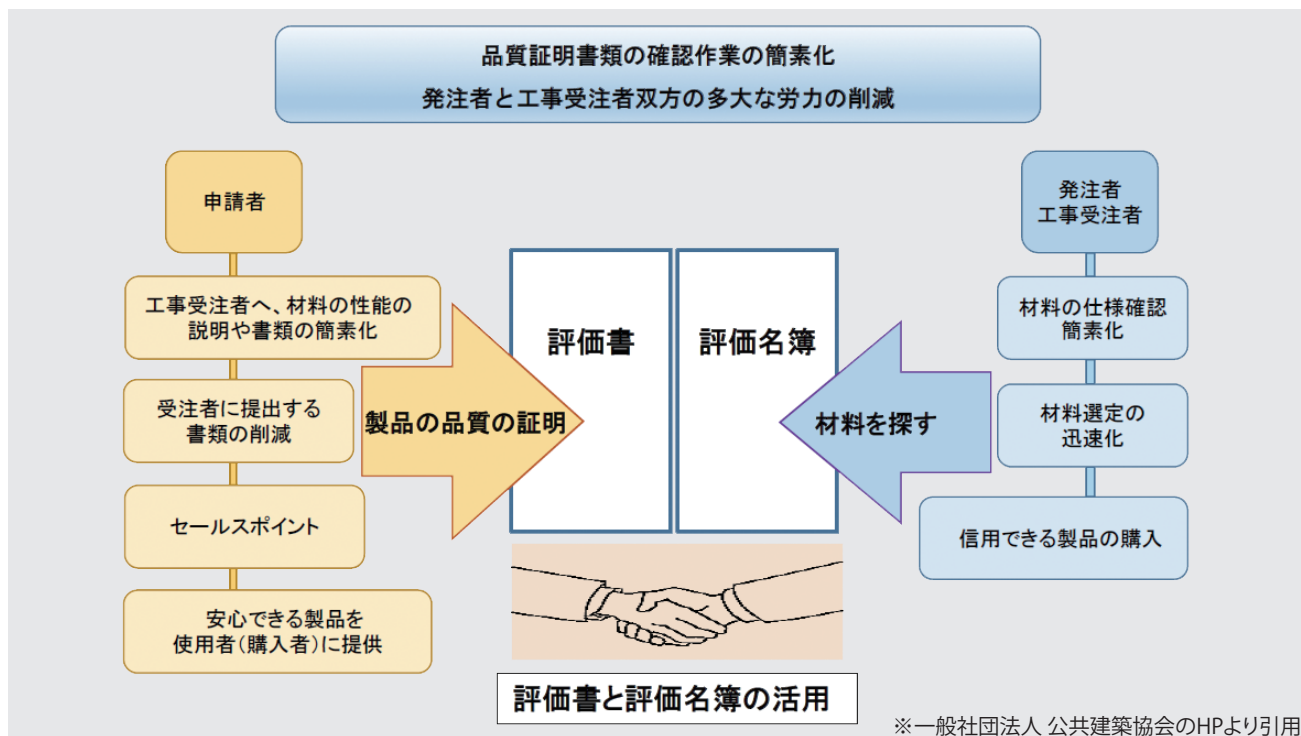 品質証明書類の確認作業の簡素化
発注者と工事受注者双方の多大な労力の削減
申請者
工事受注者へ、材料の性能の
説明や書類の簡素化
受注者に提出する
書類の削減
セールスポイント
安心できる製品を
使用者(購入者)に提供
製品の品質の証明
評価書
評価名簿
材料を探す
発注者
工事受注者
材料の仕様確認
簡素化
材料選定の
迅速化
信用できる製品の購入
評価書と評価名簿の活用
※一般社団法人 公共建築協会のHPより引用